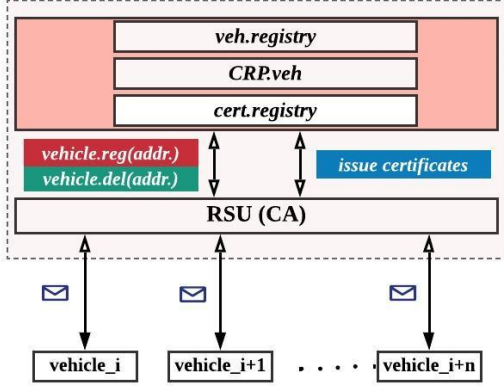 veh.registry
CRP.veh
cert.registry
vehicle.reg(addr.)
vehicle.del(addr.)
issue certificates
RSU (CA)
vehicle_i
vehicle_i+1
. . . . .
vehicle_i+n